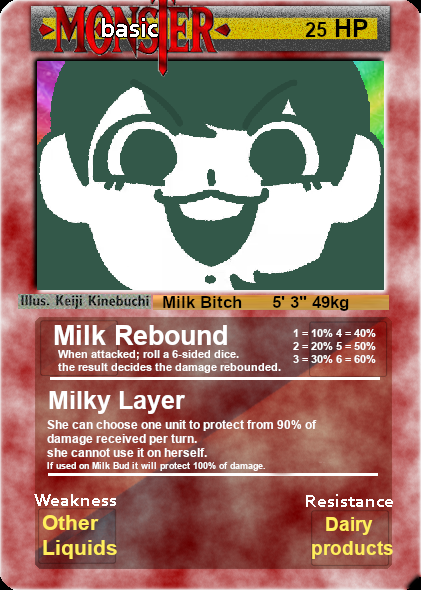 MONSTER
basic
25 HP
Illus. Keiji Kinebuchi
Milk Bitch 5' 3" 49kg
Milk Rebound
When attacked; roll a 6-sided dice.
the result decides the damage rebounded.
1 = 10% 4 = 40%
2 = 20% 5 = 50%
3 = 30% 6 = 60%
Milky Layer
She can choose one unit to protect from 90% of
damage received per turn.
she cannot use it on herself.
If used on Milk Bud it will protect 100% of damage.
Weakness
Other
Liquids
Resistance
Dairy
products